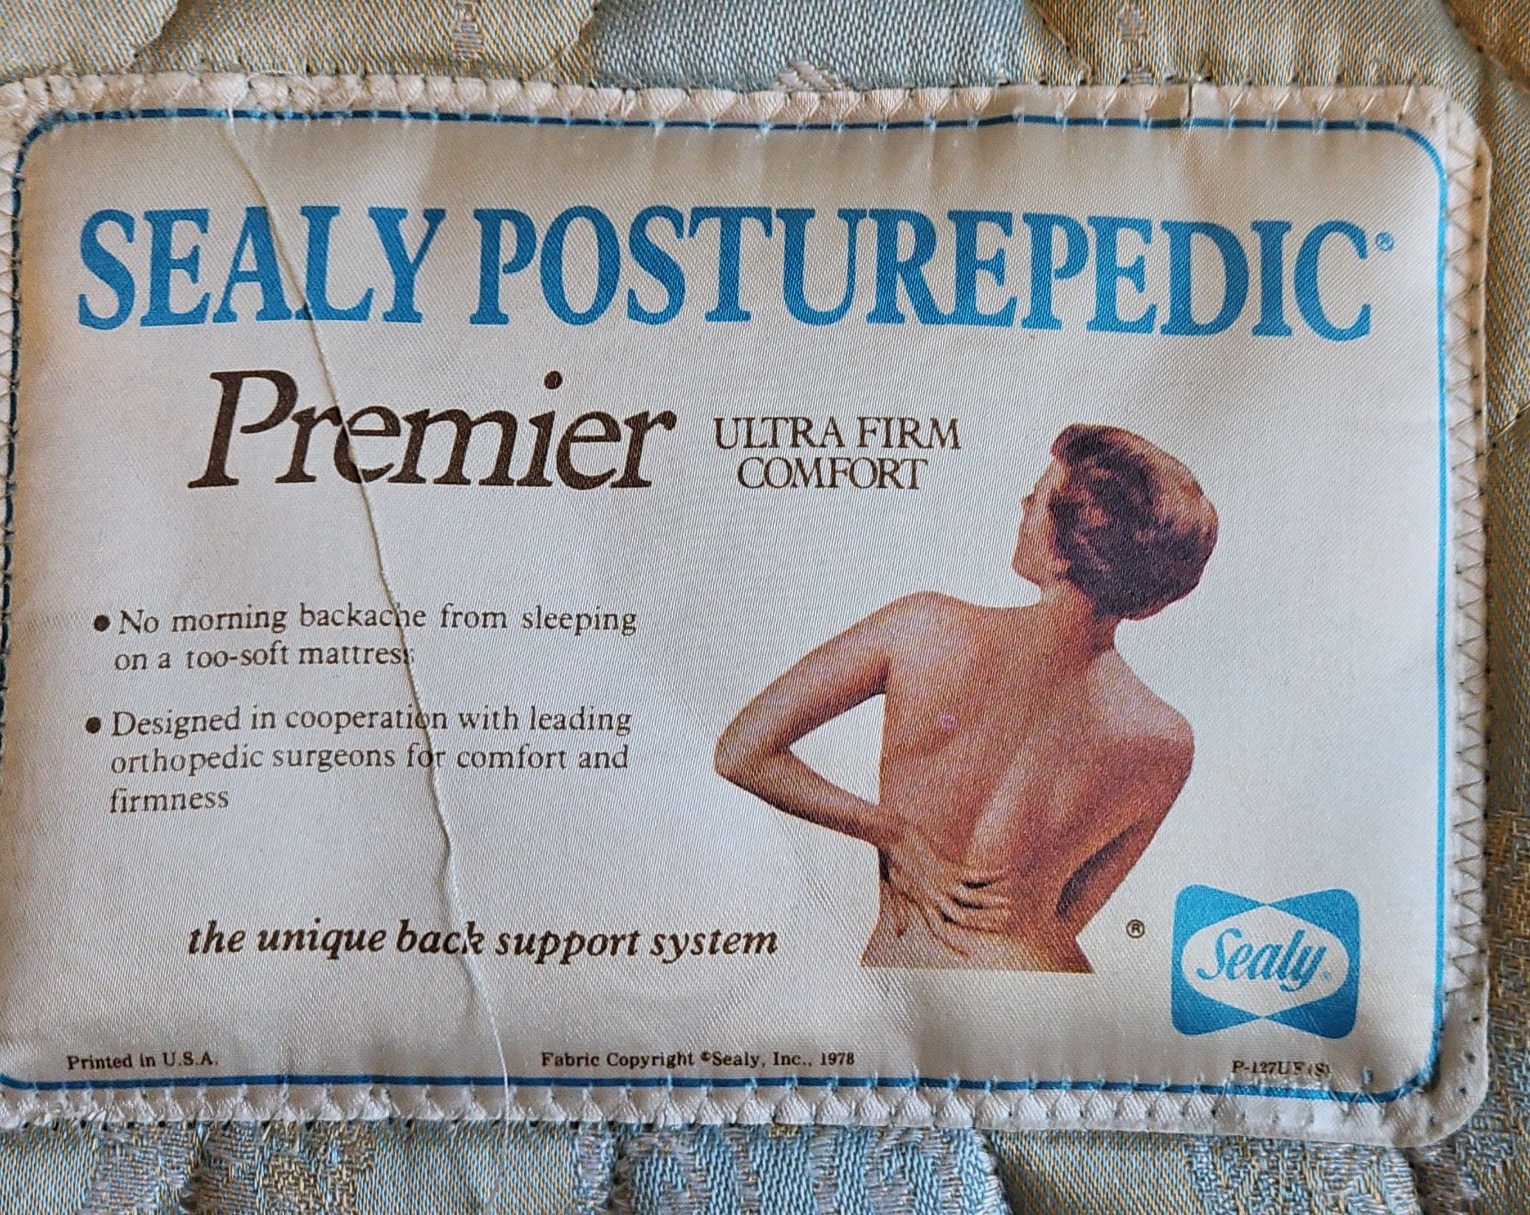 SEALY POSTUREPEDIC®
Premier
ULTRA FIRM
COMFORT
● No morning backache from sleeping
on a too-soft mattress
● Designed in cooperation with leading
orthopedic surgeons for comfort and
firmness
the unique back support system
®
Sealy®
Printed in U.S.A.
Fabric Copyright ©Sealy, Inc., 1978
P-127UF(S)